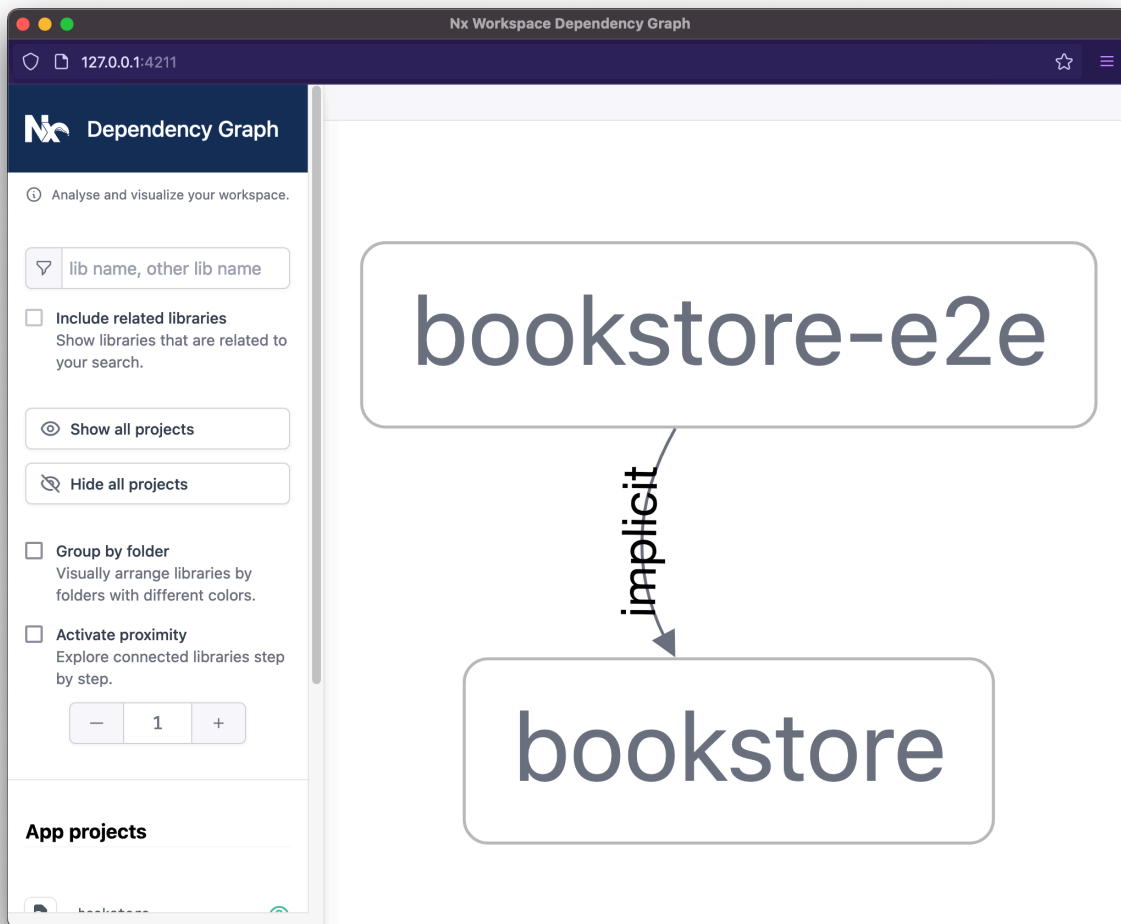 Nx Workspace Dependency Graph
127.0.0.1:4211
Nx Dependency Graph
Analyse and visualize your workspace.
lib name, other lib name
Include related libraries
Show libraries that are related to
your search.
Show all projects
Hide all projects
Group by folder
Visually arrange libraries by
folders with different colors.
Activate proximity
Explore connected libraries step
by step.
— 1 +
App projects
bookstore
bookstore-e2e
implicit
bookstore